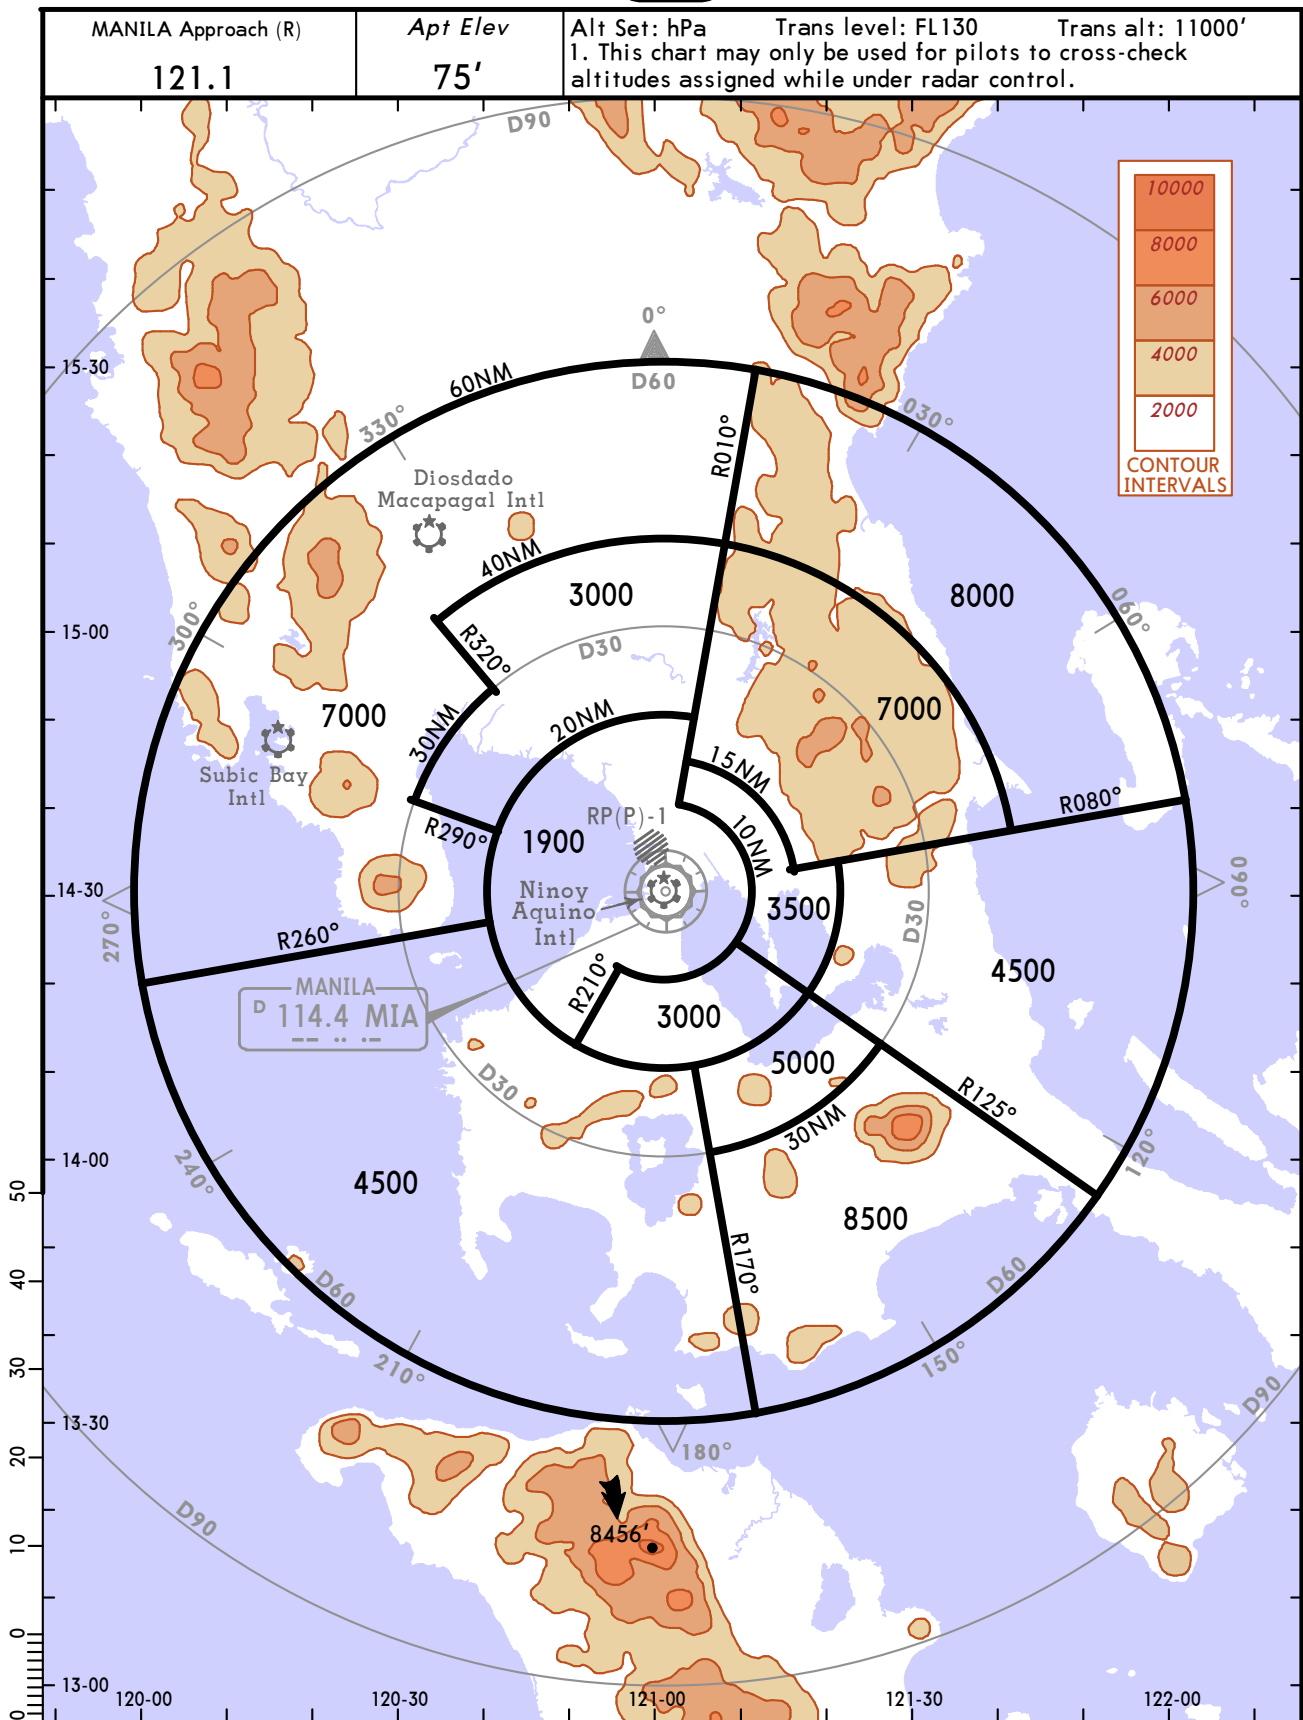 MANILA Approach (R)
121.1
Apt Elev
75'
Alt Set: hPa Trans level: FL130 Trans alt: 11000'
1. This chart may only be used for pilots to cross-check
altitudes assigned while under radar control.
D90
10000
8000
6000
4000
2000
CONTOUR
INTERVALS
0°
D60
15-30
60NM
330°
030°
R010°
Diosdado
Macapagal Intl
40NM
3000
8000
060°
300°
15-00
R320°
D30
7000
7000
30NM
20NM
Subic Bay
Intl
15NM
R080°
RP(P)-1
R290°
1900
10NM
14-30
Ninoy
Aquino
Intl
3500
D30
090°
270°
R260°
4500
MANILA
D 114.4 MIA
R210°
3000
5000
D30
R125°
30NM
14-00
240°
120°
4500
8500
50
R170°
40
D60
D60
30
210°
150°
D90
13-30
180°
20
D90
8456'
10
0
13-00
120-00
120-30
121-00
121-30
122-00
0